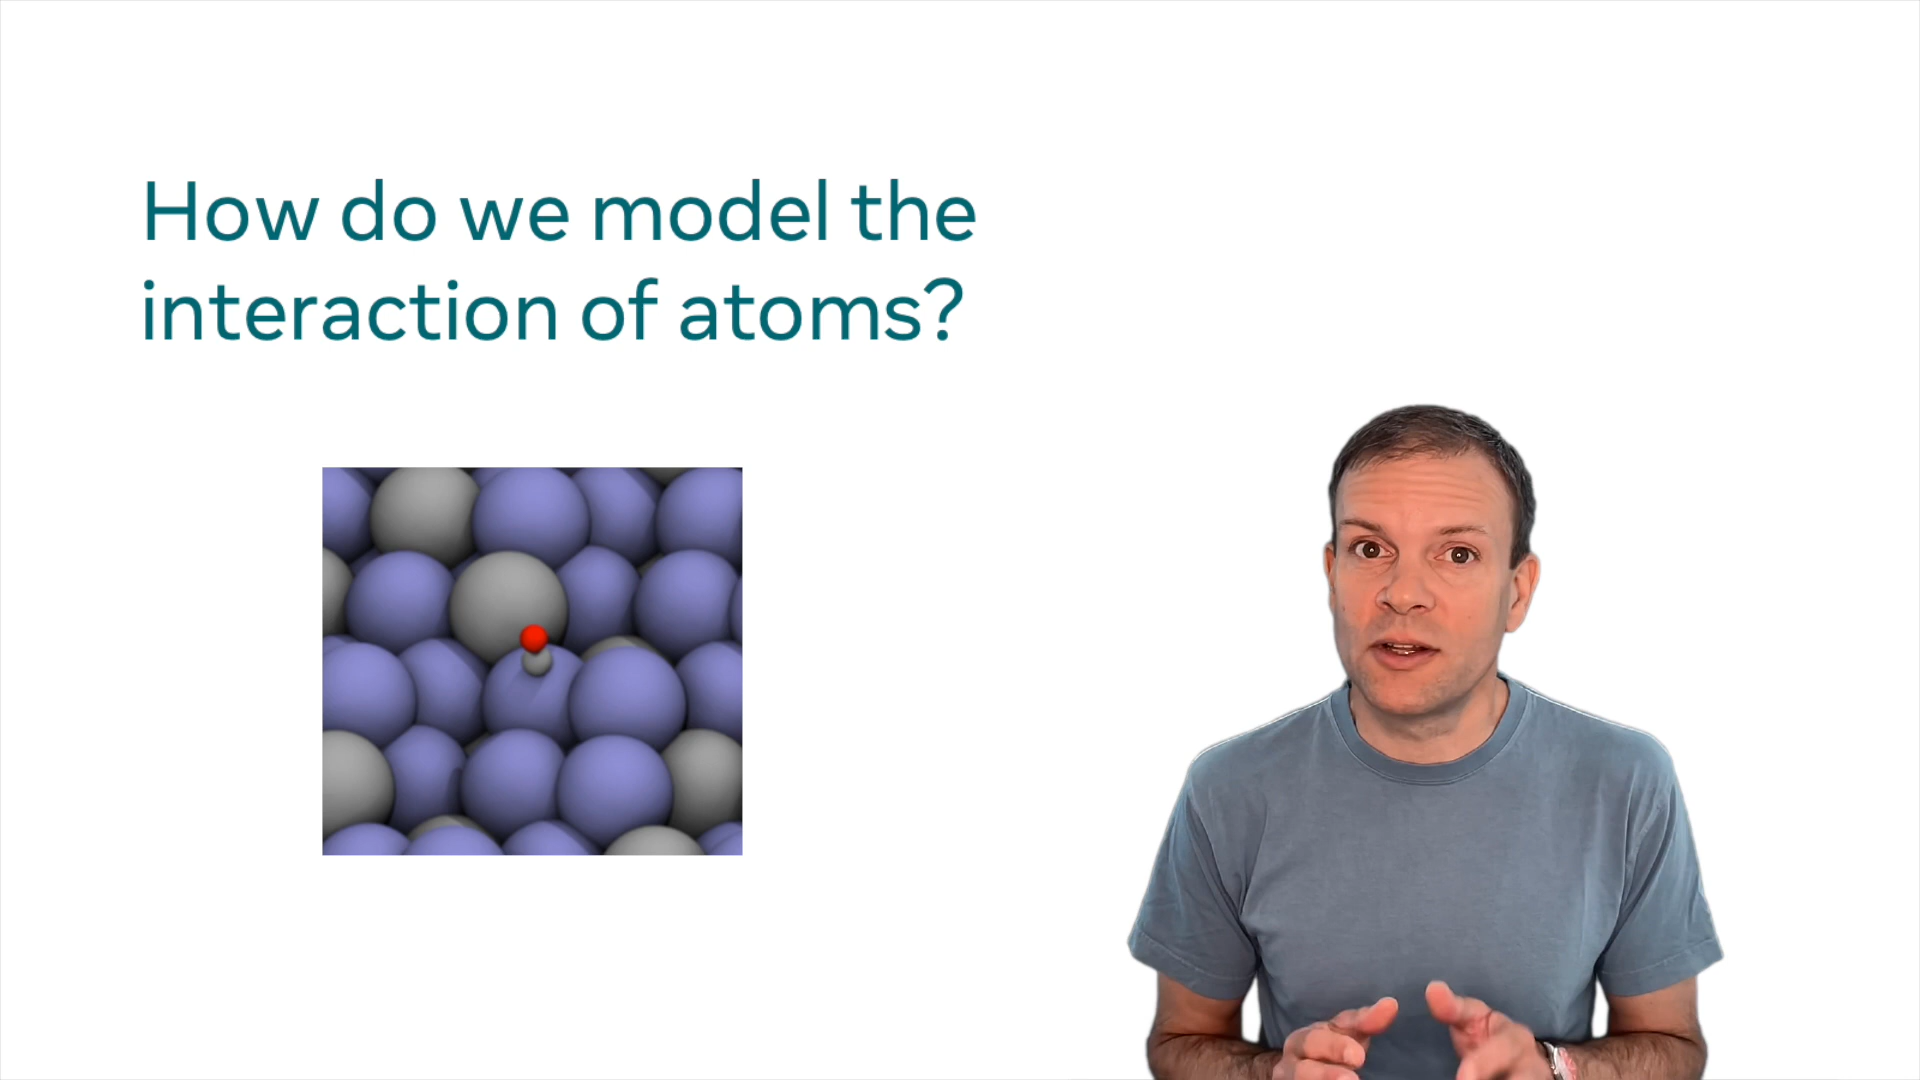 How do we model the
interaction of atoms?